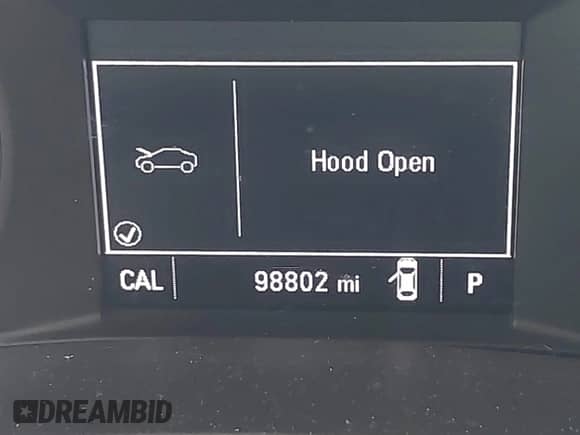 Hood Open
CAL 98802 mi P
DREAMBID